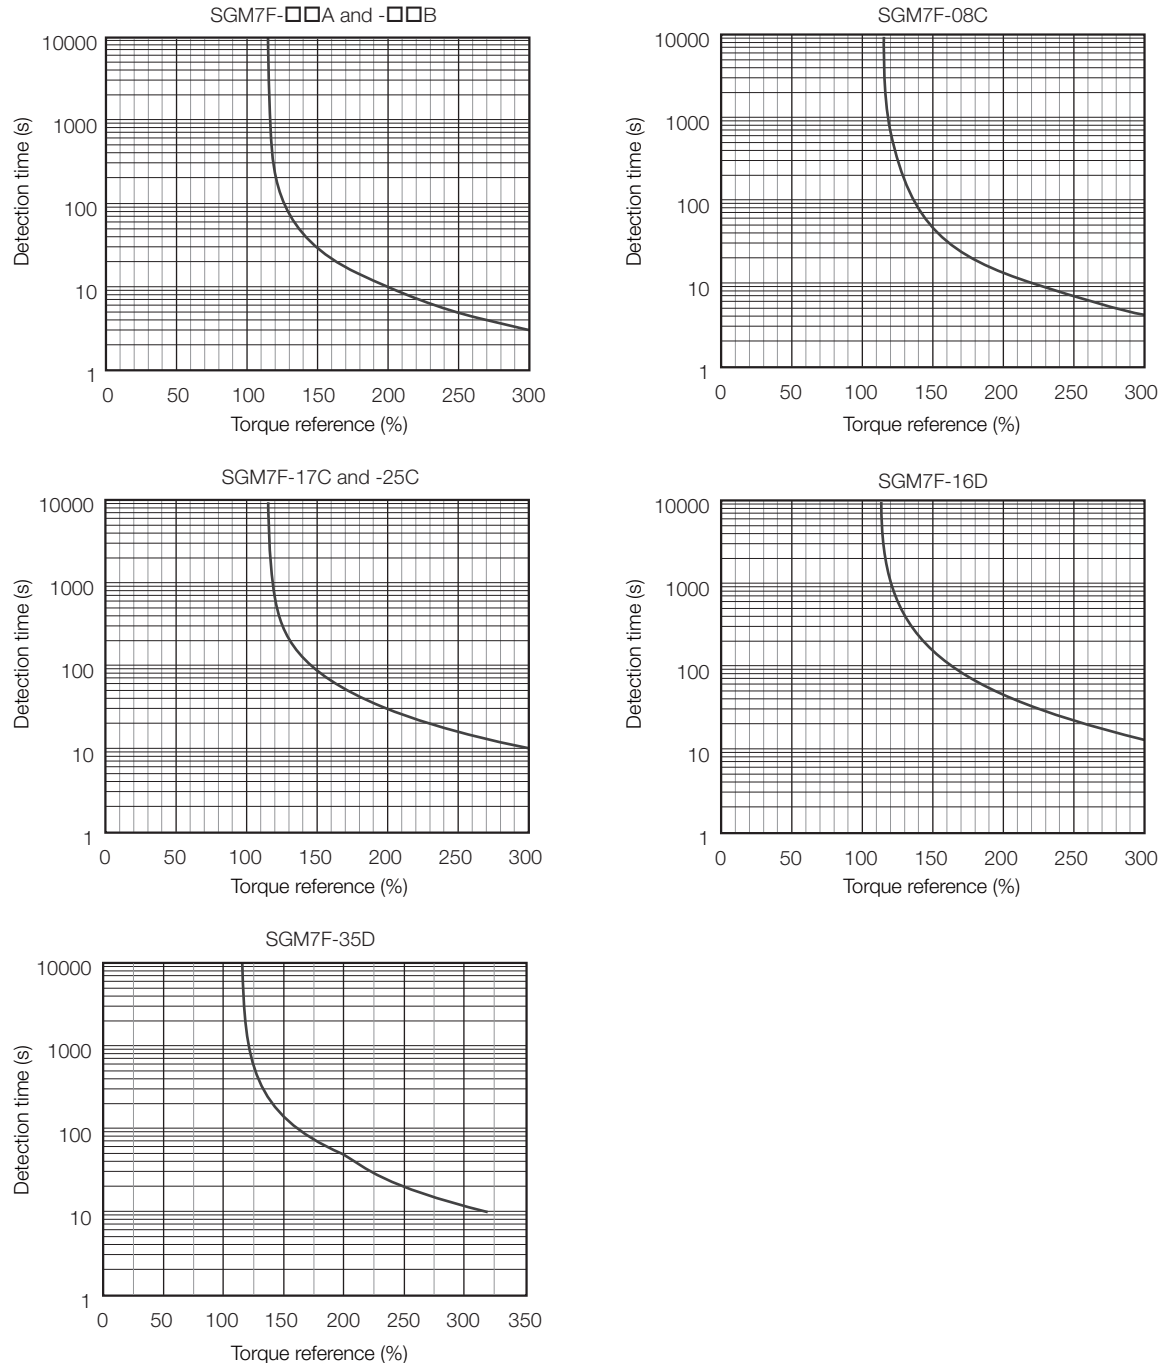 SGM7F-□□A and -□□B
10000
1000
100
10
1
Detection time (s)
0 50 100 150 200 250 300
Torque reference (%)
SGM7F-08C
10000
1000
100
10
1
Detection time (s)
0 50 100 150 200 250 300
Torque reference (%)
SGM7F-17C and -25C
10000
1000
100
10
1
Detection time (s)
0 50 100 150 200 250 300
Torque reference (%)
SGM7F-16D
10000
1000
100
10
1
Detection time (s)
0 50 100 150 200 250 300
Torque reference (%)
SGM7F-35D
10000
1000
100
10
1
Detection time (s)
0 50 100 150 200 250 300 350
Torque reference (%)